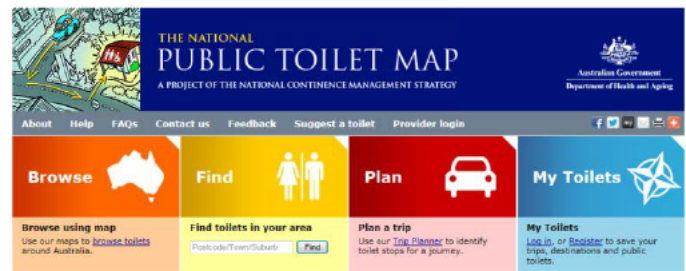 THE NATIONAL
PUBLIC TOILET MAP
A PROJECT OF THE NATIONAL CONTINENCE MANAGEMENT STRATEGY
Australian Government
Department of Health and Ageing
About Help FAQs Contact us Feedback Suggest a toilet Provider login
Browse
Find
Plan
My Toilets
Browse using map
Use our maps to browse toilets
around Australia.
Find toilets in your area
Postcode/Town/Suburb Find
Plan a trip
Use our Trip Planner to identify
toilet stops for a journey.
My Toilets
Log in, or Register to save your
trips, destinations and public
toilets.